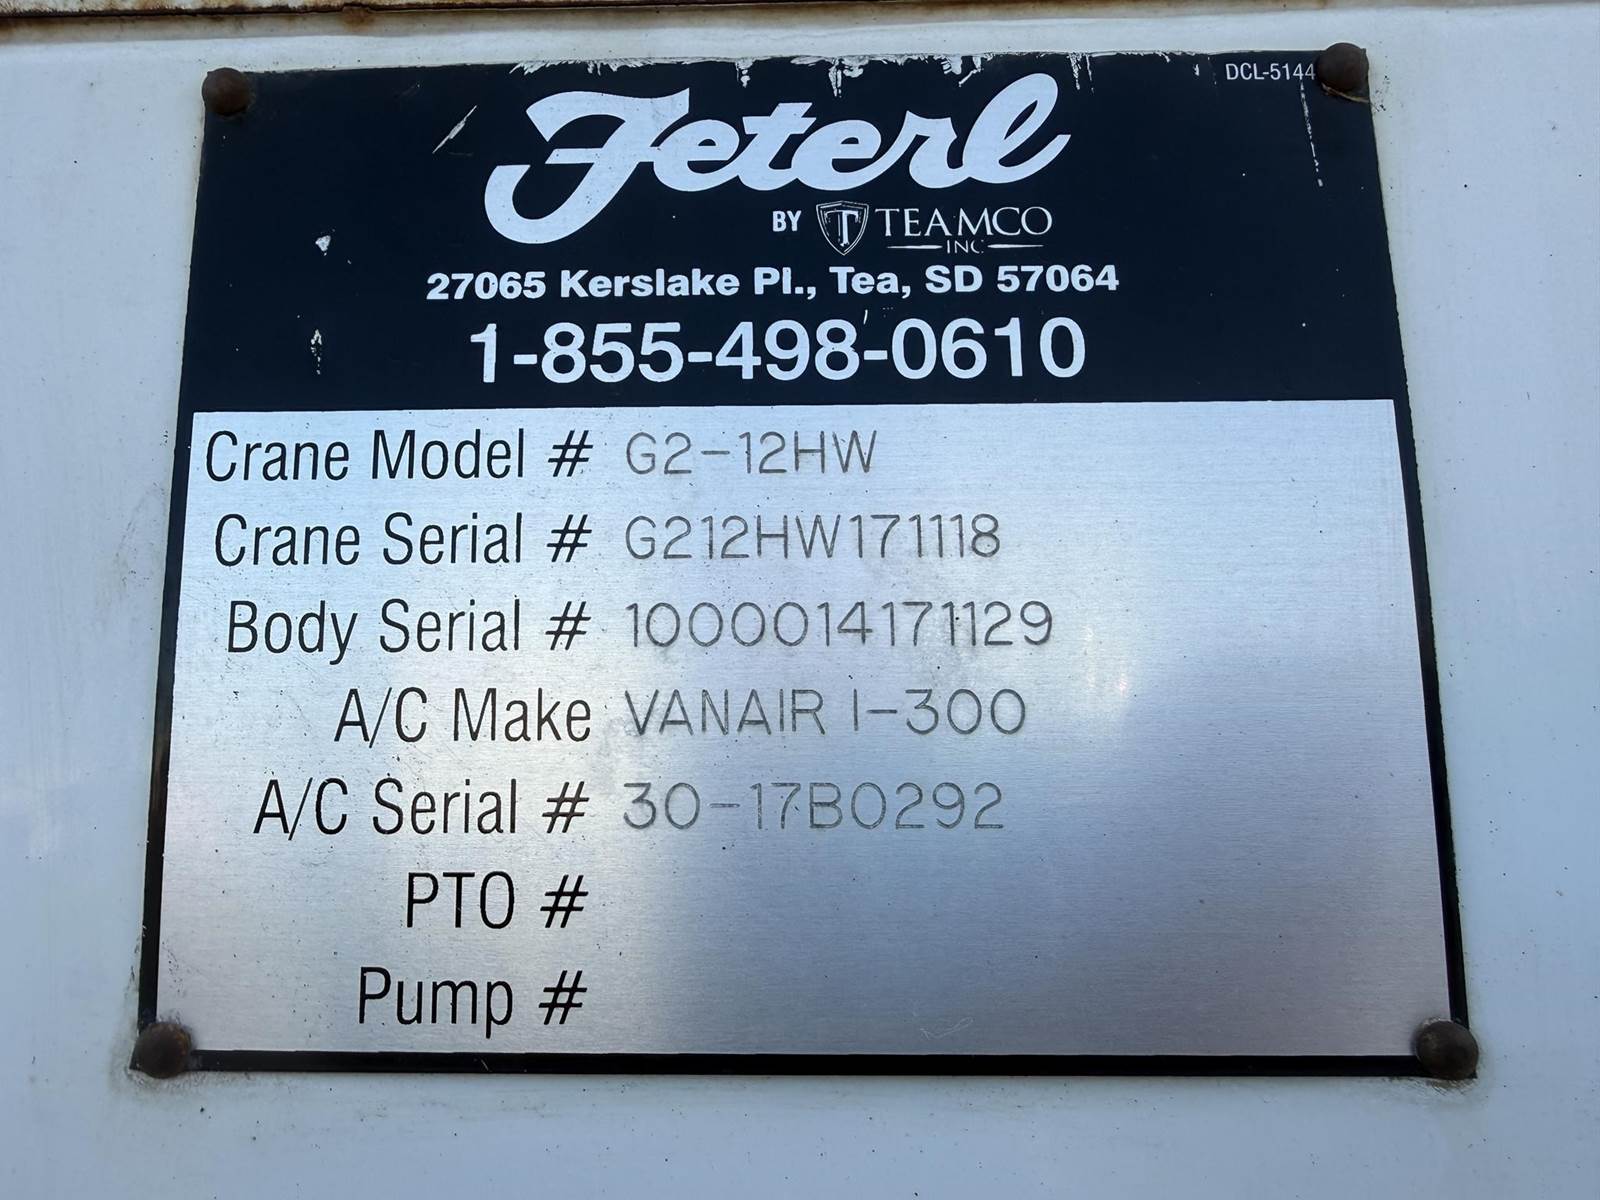 DCL-5144
Feterl
BY T TEAMCO
INC
27065 Kerslake Pl., Tea, SD 57064
1-855-498-0610
Crane Model # G2-12HW
Crane Serial # G212HW171118
Body Serial # 1000014171129
A/C Make VANAIR I-300
A/C Serial # 30-17B0292
PTO #
Pump #